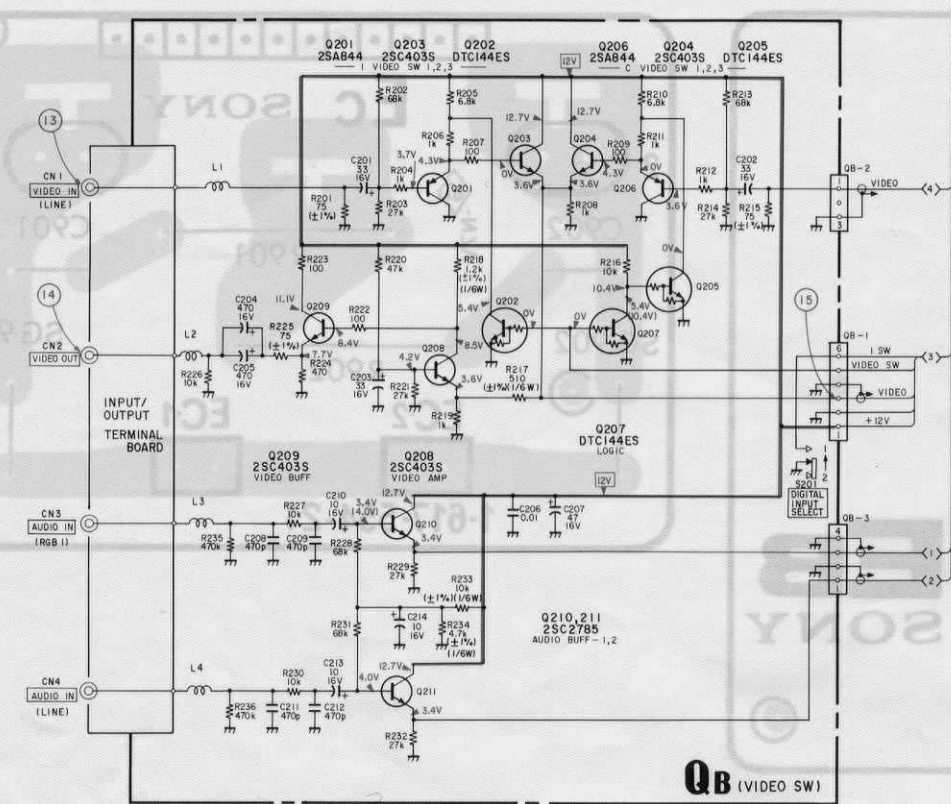 Q201
2SA844
Q203
2SC403S
Q202
DTC144ES
I VIDEO SW 1,2,3
12V
Q206
2SA844
Q204
2SC403S
Q205
DTC144ES
C VIDEO SW 1,2,3
13
CN1
VIDEO IN
(LINE)
L1
R201
75
(±1%)
C201
33
16V
R202
68k
R203
27k
R204
1k
3.7V
4.3V
Q201
R205
6.8k
R206
1k
R207
100
0V
Q203
12.7V
3.6V
12.7V
Q204
3.6V
R208
1k
4.3V
R209
100
R210
6.8k
R211
1k
0V
Q206
3.6V
R212
1k
R213
68k
R214
27k
C202
33
16V
R215
75
(±1%)
QB-2
1
3
VIDEO
4
14
CN2
VIDEO OUT
L2
R226
10k
C204
470
16V
C205
470
16V
R225
75
(±1%)
R223
100
11.1V
Q209
7.7V
R224
470
8.4V
R222
100
R220
47k
C203
33
16V
4.2V
R221
27k
Q208
R218
1.2k
(±1%)
(1/6W)
8.5V
3.6V
R219
1k
5.4V
Q202
0V
R217
510
(±1%)(1/6W)
0V
Q207
R216
10k
10.4V
5.4V
(10.4V)
0V
Q205
15
QB-1
6
1
I SW
VIDEO SW
VIDEO
+12V
3
INPUT/
OUTPUT
TERMINAL
BOARD
Q209
2SC403S
VIDEO BUFF
Q208
2SC403S
VIDEO AMP
Q207
DTC144ES
LOGIC
12V
1
2
S201
DIGITAL
INPUT
SELECT
CN3
AUDIO IN
(RGB I)
L3
R235
470k
C208
470p
R227
10k
C209
470p
C210
10
16V
3.4V
(4.0V)
R228
68k
12.7V
Q210
3.4V
R229
27k
C206
0.01
C207
47
16V
QB-3
4
1
1
2
R231
68k
C214
10
16V
R233
10k
(±1%)(1/6W)
R234
4.7k
(±1%)
(1/6W)
Q210,211
2SC2785
AUDIO BUFF-1,2
CN4
AUDIO IN
(LINE)
L4
R236
470k
C211
470p
R230
10k
C212
470p
C213
10
16V
4.0V
12.7V
Q211
3.4V
R232
27k
QB (VIDEO SW)
SONY
SONY
EC1
EC2